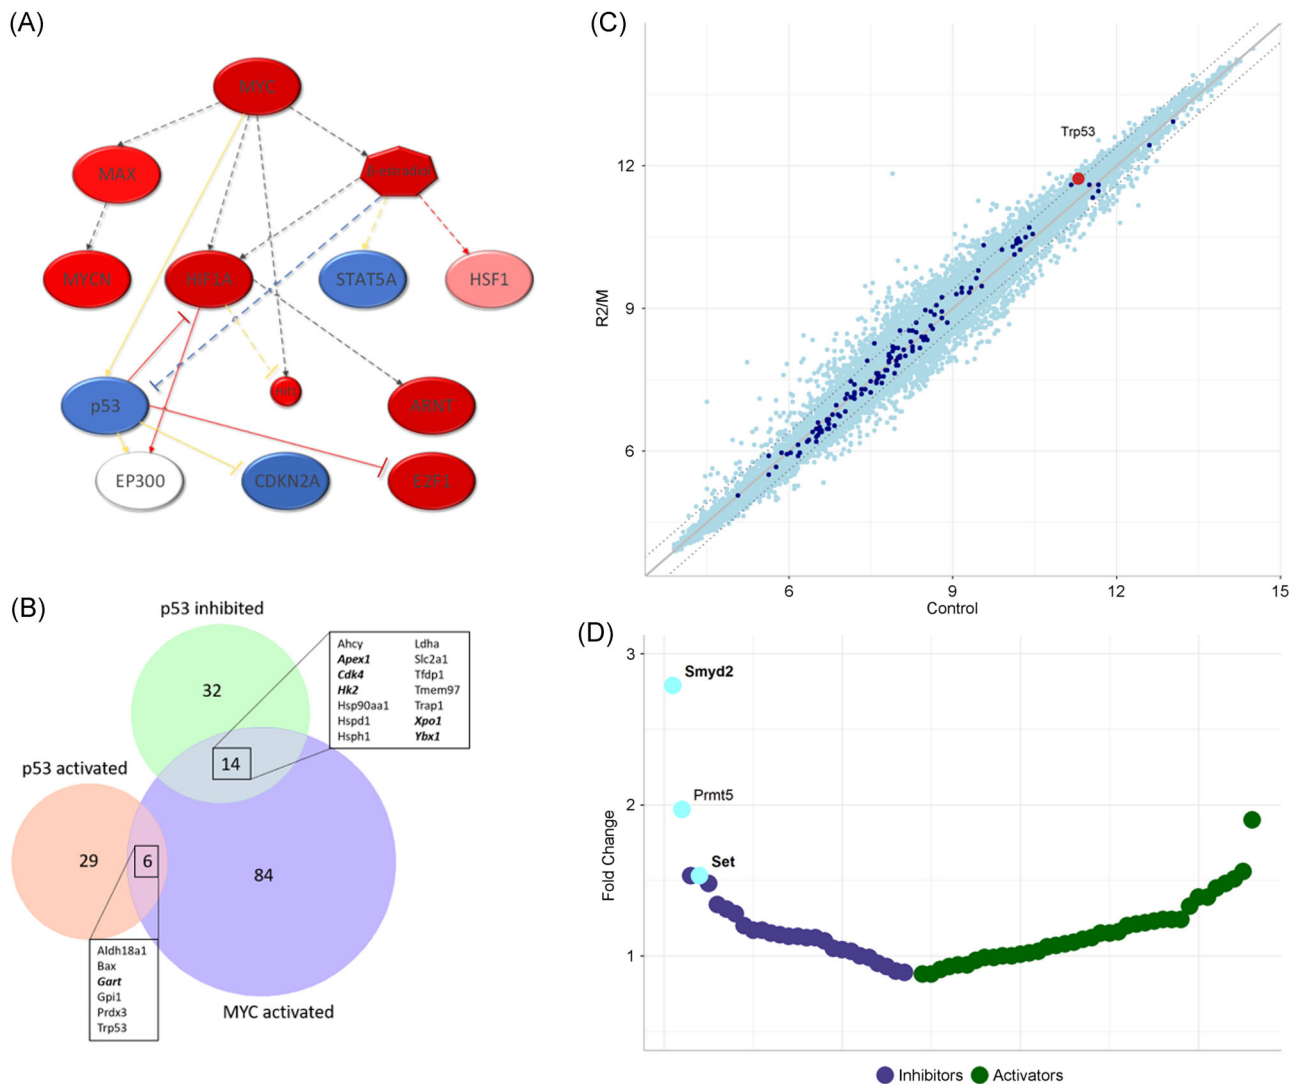 (A)
MYC
MAX
β-estradiol
MYCN
HIF1A
STAT5A
HSF1
p53
ARNT
EP300
CDKN2A
E2F1
(B)
p53 inhibited
32
14
Ahcy Ldha
Apex1 Slc2a1
Cdk4 Tfdp1
Hk2 Tmem97
Hsp90aa1 Trap1
Hspd1 Xpo1
Hsph1 Ybx1
p53 activated
29
6
84
Aldh18a1
Bax
Gart
Gpi1
Prdx3
Trp53
MYC activated
(C)
Trp53
12
9
6
R2/M
6 9 12 15
Control
(D)
3
2
1
Fold Change
Smyd2
Prmt5
Set
Inhibitors Activators